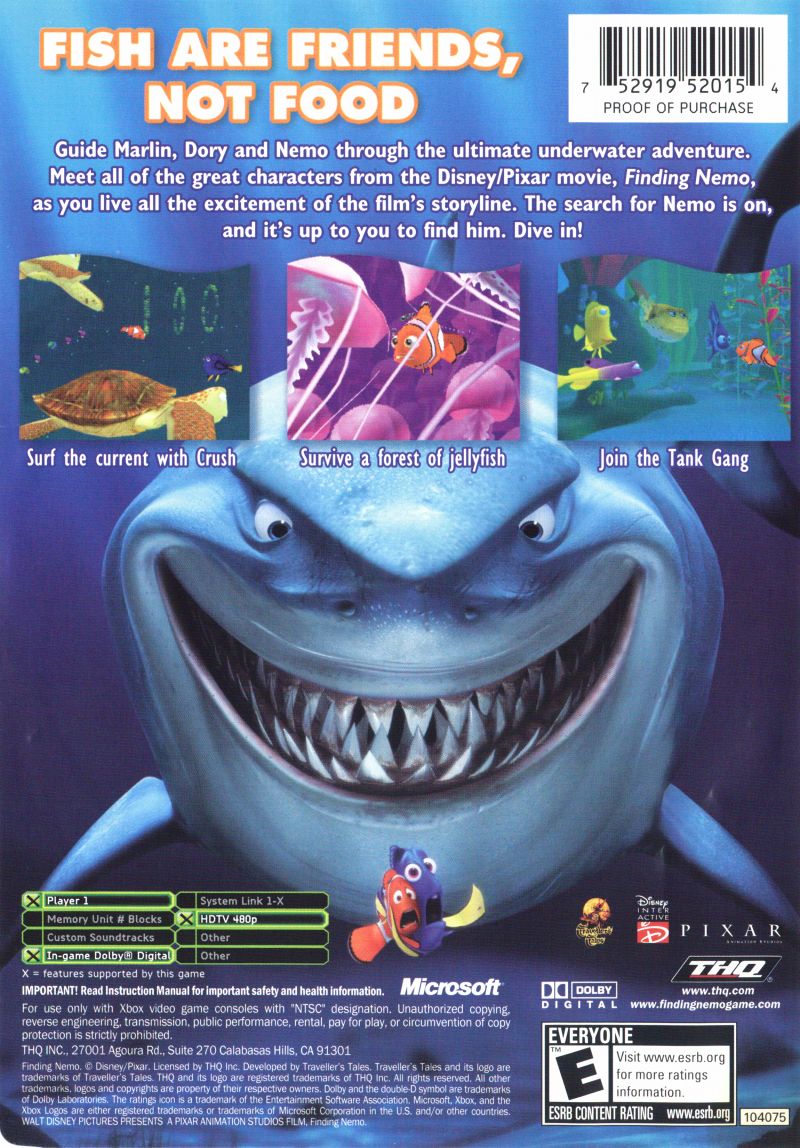 FISH ARE FRIENDS,
NOT FOOD
7 52919 52015 4
PROOF OF PURCHASE
Guide Marlin, Dory and Nemo through the ultimate underwater adventure.
Meet all of the great characters from the Disney/Pixar movie, Finding Nemo,
as you live all the excitement of the film's storyline. The search for Nemo is on,
and it's up to you to find him. Dive in!
100
Surf the current with Crush
Survive a forest of jellyfish
Join the Tank Gang
X Player 1
System Link 1-X
Memory Unit # Blocks
X HDTV 480p
Custom Soundtracks
Other
X In-game Dolby® Digital
Other
X = features supported by this game
Traveller's Tales
Disney INTERACTIVE
PIXAR
ANIMATION STUDIOS
THQ®
IMPORTANT! Read Instruction Manual for important safety and health information.
Microsoft®
DOLBY
DIGITAL
www.thq.com
www.findingnemogame.com
For use only with Xbox video game consoles with "NTSC" designation. Unauthorized copying,
reverse engineering, transmission, public performance, rental, pay for play, or circumvention of copy
protection is strictly prohibited.
THQ INC., 27001 Agoura Rd., Suite 270 Calabasas Hills, CA 91301
Finding Nemo. © Disney/Pixar. Licensed by THQ Inc. Developed by Traveller's Tales. Traveller's Tales and its logo are
trademarks of Traveller's Tales. THQ and its logo are registered trademarks of THQ Inc. All rights reserved. All other
trademarks, logos and copyrights are property of their respective owners. Dolby and the double-D symbol are trademarks
of Dolby Laboratories. The ratings icon is a trademark of the Entertainment Software Association. Microsoft, Xbox, and the
Xbox Logos are either registered trademarks or trademarks of Microsoft Corporation in the U.S. and/or other countries.
WALT DISNEY PICTURES PRESENTS A PIXAR ANIMATION STUDIOS FILM, Finding Nemo.
EVERYONE
E
™
Visit www.esrb.org
for more ratings
information.
ESRB CONTENT RATING www.esrb.org
104075